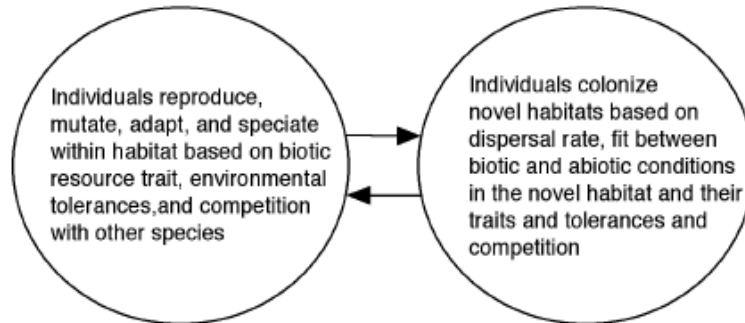 Individuals reproduce,
mutate, adapt, and speciate
within habitat based on biotic
resource trait, environmental
tolerances,and competition
with other species
Individuals colonize
novel habitats based on
dispersal rate, fit between
biotic and abiotic conditions
in the novel habitat and their
traits and tolerances and
competition